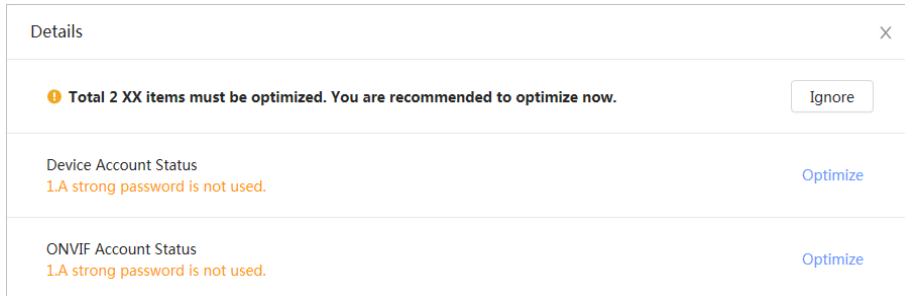 Details
Total 2 XX items must be optimized. You are recommended to optimize now.
Ignore
Device Account Status
1.A strong password is not used.
Optimize
ONVIF Account Status
1.A strong password is not used.
Optimize